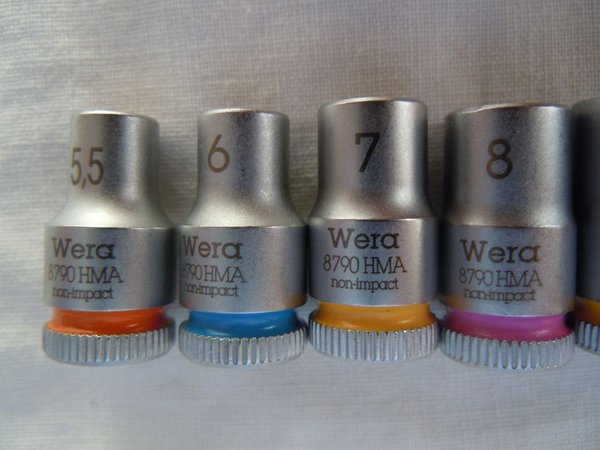 5,5
Wera
8790 HMA
non-impact
6
Wera
8790 HMA
non-impact
7
Wera
8790 HMA
non-impact
8
Wera
8790 HMA
non-impact